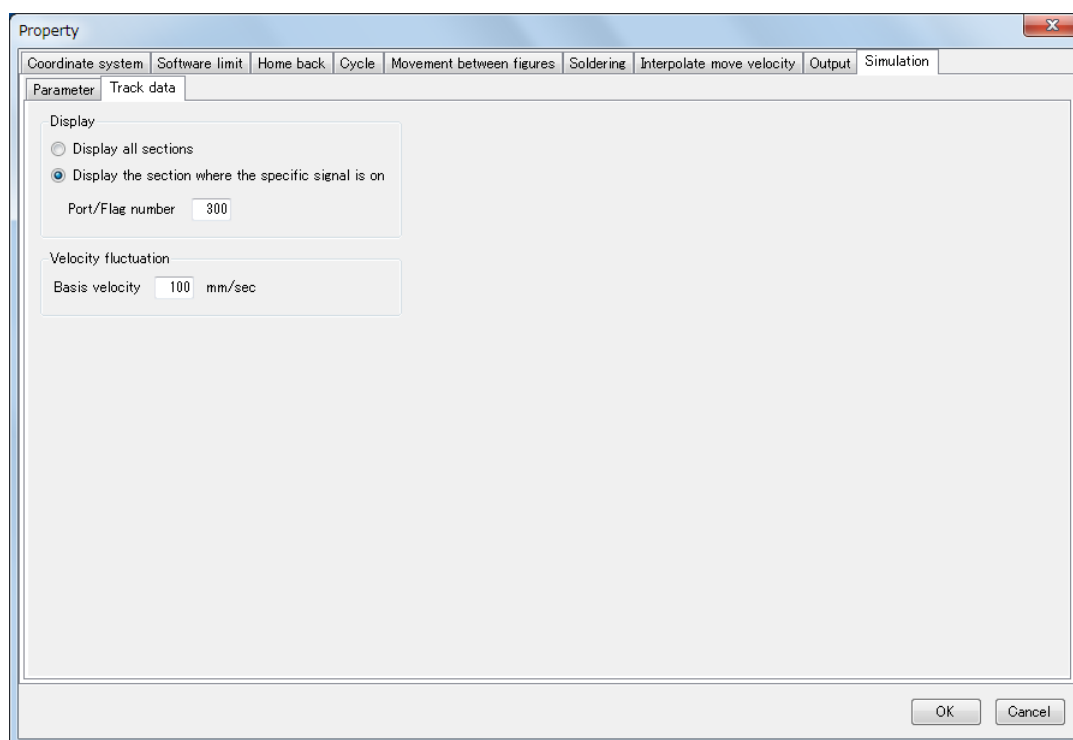 Property
Coordinate system Software limit Home back Cycle Movement between figures Soldering Interpolate move velocity Output Simulation
Parameter Track data
Display
Display all sections
Display the section where the specific signal is on
Port/Flag number 300
Velocity fluctuation
Basis velocity 100 mm/sec
OK Cancel